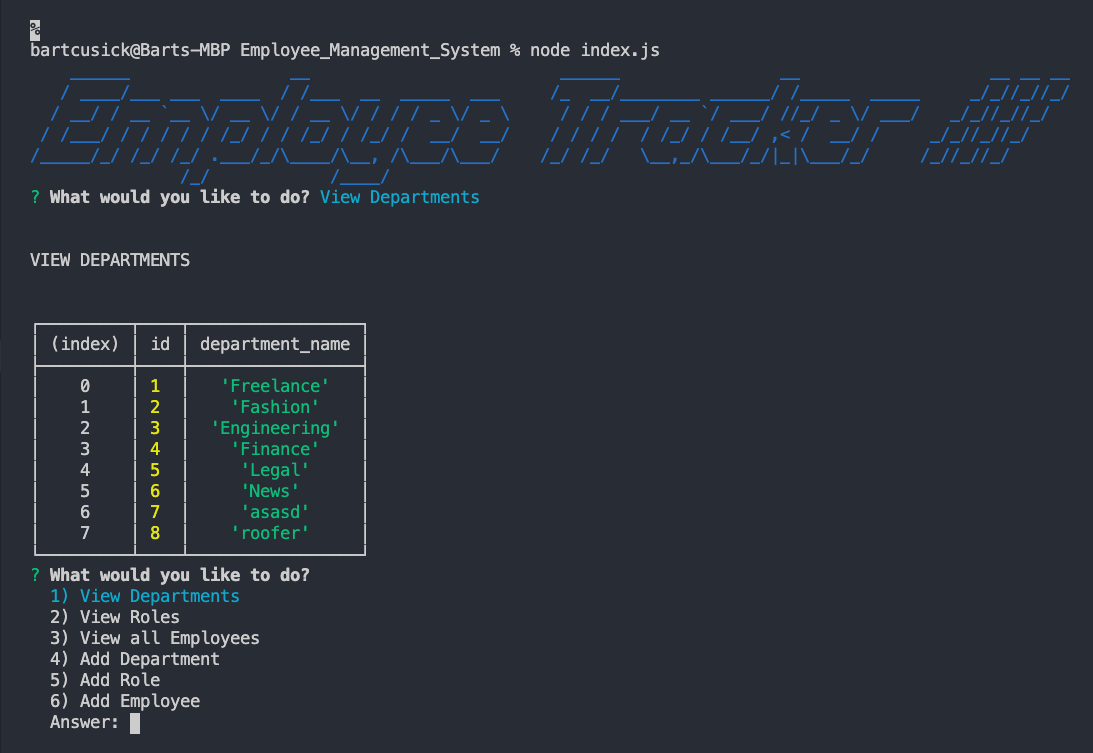 %
bartcusick@Barts-MBP Employee_Management_System % node index.js
Employee Tracker !!!
? What would you like to do? View Departments
VIEW DEPARTMENTS
(index) id department_name
0 1 'Freelance'
1 2 'Fashion'
2 3 'Engineering'
3 4 'Finance'
4 5 'Legal'
5 6 'News'
6 7 'asasd'
7 8 'roofer'
? What would you like to do?
1) View Departments
2) View Roles
3) View all Employees
4) Add Department
5) Add Role
6) Add Employee
Answer: